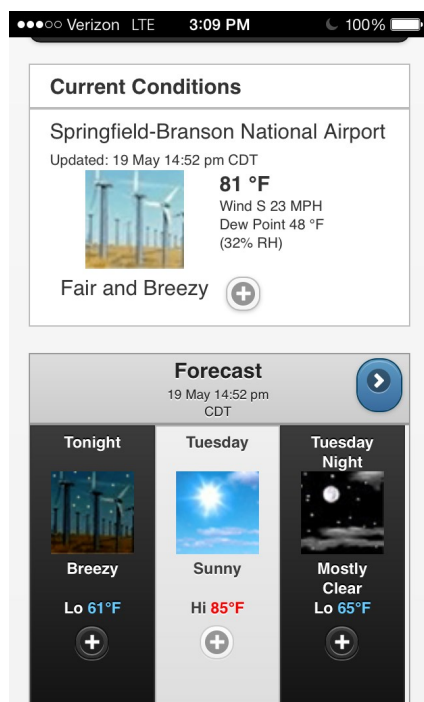 Verizon LTE 3:09 PM 100%
Current Conditions
Springfield-Branson National Airport
Updated: 19 May 14:52 pm CDT
81 °F
Wind S 23 MPH
Dew Point 48 °F
(32% RH)
Fair and Breezy
Forecast
19 May 14:52 pm
CDT
Tonight
Breezy
Lo 61°F
Tuesday
Sunny
Hi 85°F
Tuesday
Night
Mostly
Clear
Lo 65°F